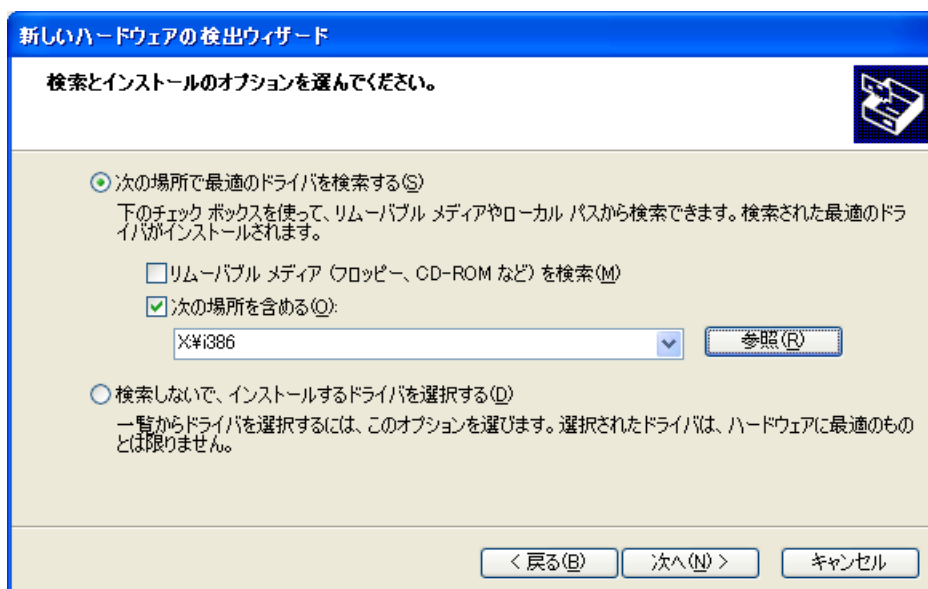 新しいハードウェアの検出ウィザード
検索とインストールのオプションを選んでください。
次の場所で最適のドライバを検索する(S)
下のチェック ボックスを使って、リムーバブル メディアやローカル パスから検索できます。検索された最適のドラ
イバがインストールされます。
リムーバブル メディア (フロッピー、CD-ROM など) を検索(M)
次の場所を含める(O):
X¥i386
参照(R)
検索しないで、インストールするドライバを選択する(D)
一覧からドライバを選択するには、このオプションを選びます。選択されたドライバは、ハードウェアに最適のもの
とは限りません。
< 戻る(B)
次へ(N) >
キャンセル